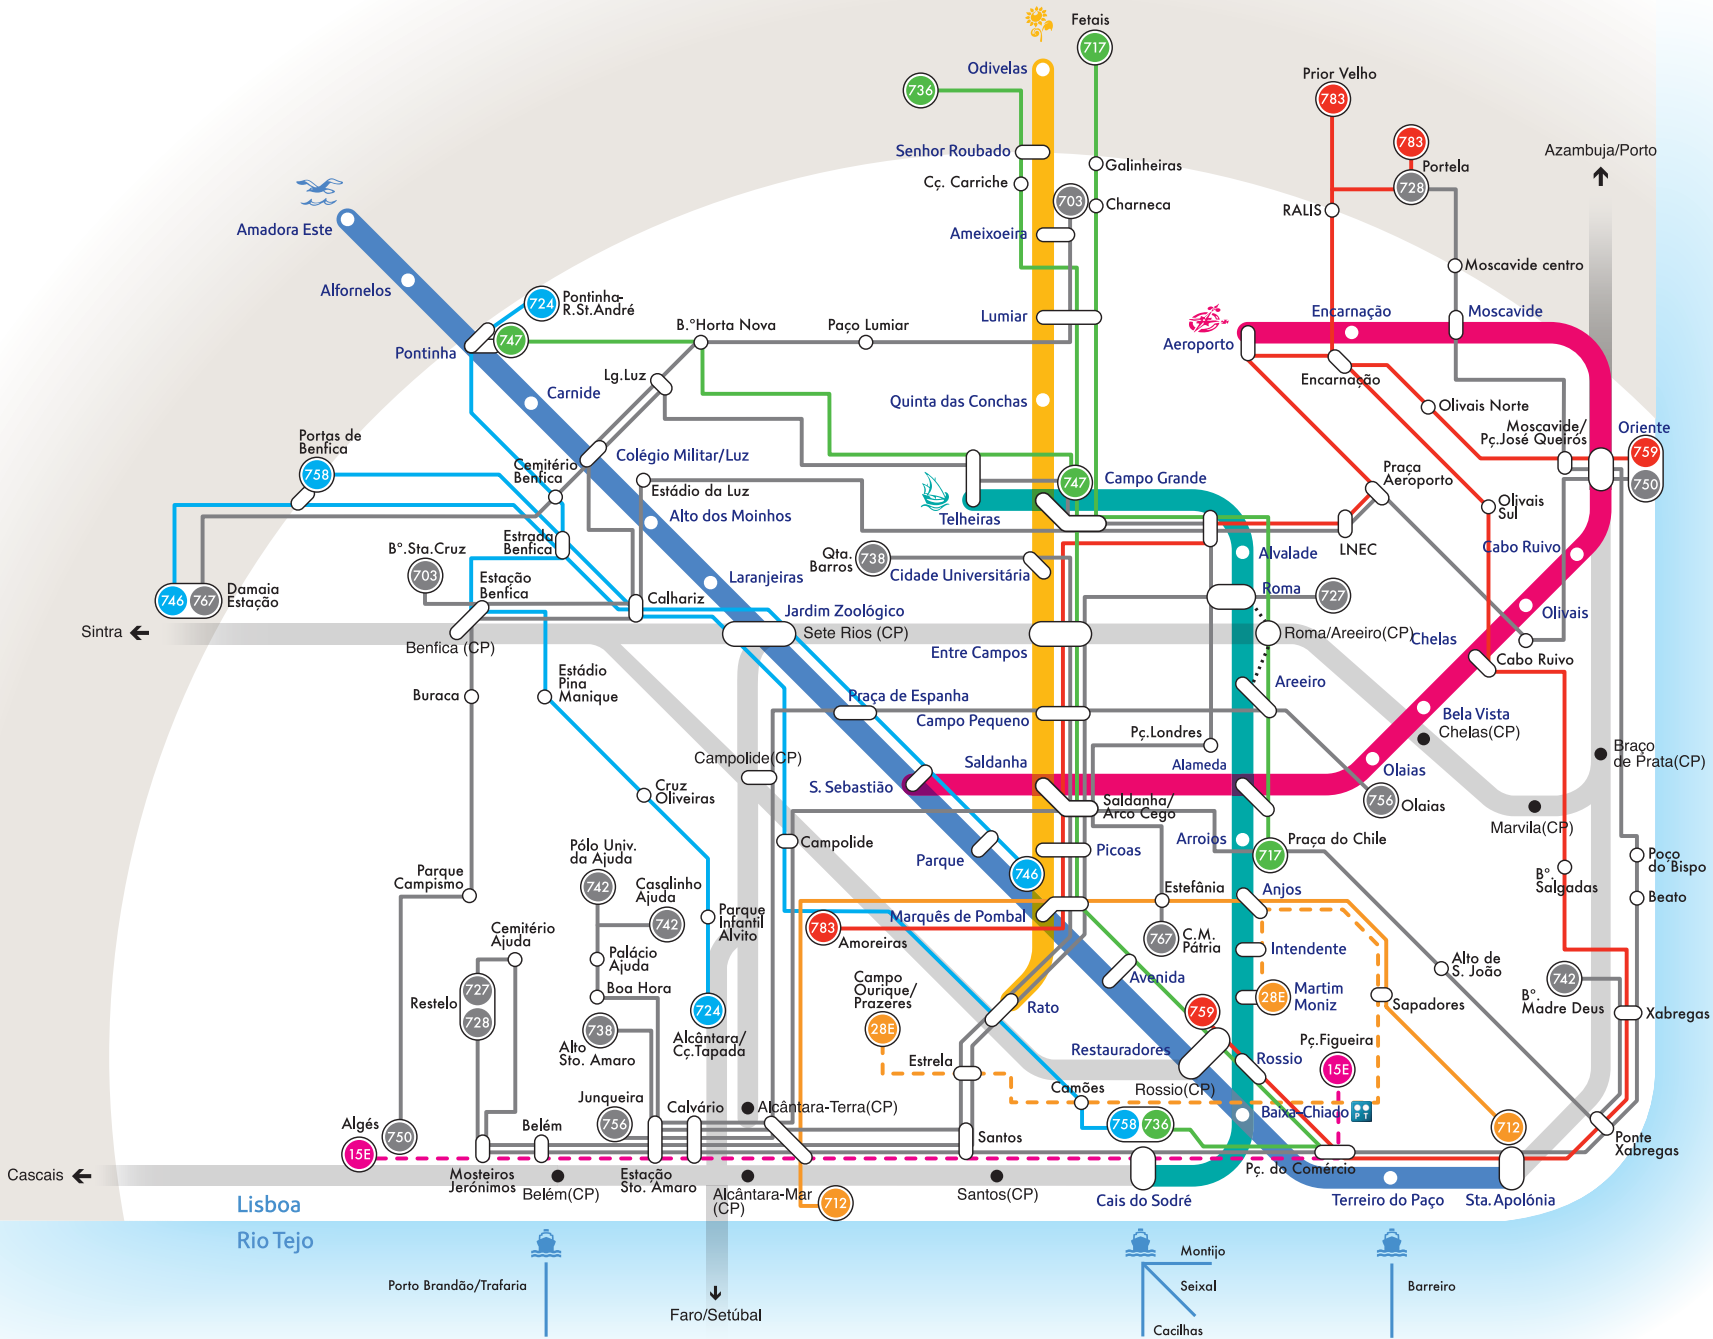 Fetais
717
Odivelas
736
Prior Velho
783
783
Portela
728
Azambuja/Porto
Senhor Roubado
Galinheiras
Cç. Carriche
703
Charneca
RALIS
Amadora Este
Ameixoeira
Moscavide centro
Alfornelos
724
Pontinha-
R.St.André
Lumiar
Encarnação
Moscavide
B.ºHorta Nova
Paço Lumiar
747
Pontinha
Aeroporto
Encarnação
Lg.Luz
Carnide
Quinta das Conchas
Olivais Norte
Moscavide/
Pç.José Queirós
Oriente
759
750
Portas de
Benfica
758
Colégio Militar/Luz
Cemitério
Benfica
Estádio da Luz
747
Campo Grande
Praça
Aeroporto
Alto dos Moinhos
Telheiras
Olivais
Sul
Estrada
Benfica
LNEC
Alvalade
Cabo Ruivo
Bº.Sta.Cruz
703
Qta.
Barros
738
Cidade Universitária
Estação
Benfica
Laranjeiras
Roma
727
746
767
Damaia
Estação
Calhariz
Jardim Zoológico
Olivais
Sintra
Benfica (CP)
Sete Rios (CP)
Entre Campos
Roma/Areeiro(CP)
Chelas
Cabo Ruivo
Estádio
Pina
Manique
Buraca
Praça de Espanha
Areeiro
Campo Pequeno
Bela Vista
Chelas(CP)
Pç.Londres
Campolide(CP)
Saldanha
Alameda
Braço
de Prata(CP)
S. Sebastião
Olaias
Cruz
Oliveiras
Saldanha/
Arco Cego
756
Olaias
Marvila(CP)
Campolide
Arroios
Praça do Chile
717
Pólo Univ.
da Ajuda
742
Parque
Picoas
Poço
do Bispo
Parque
Campismo
Casalinho
Ajuda
742
746
Estefânia
Anjos
Bº.
Salgadas
Beato
Parque
Infantil
Alvito
Marquês de Pombal
783
Amoreiras
767
C.M.
Pátria
Cemitério
Ajuda
Palácio
Ajuda
Intendente
Alto de
S. João
Avenida
Campo
Ourique/
Prazeres
28E
742
Bº.
Madre Deus
Restelo
727
728
Boa Hora
Martim
Moniz
28E
Sapadores
Xabregas
724
Rato
759
738
Alto
Sto. Amaro
Alcântara/
Cç.Tapada
Restauradores
Pç.Figueira
15E
Estrela
Rossio
Rossio(CP)
Camões
Junqueira
756
Calvário
Alcântara-Terra(CP)
758
736
Baixa-Chiado
PT
712
Algés
750
15E
Belém
Santos
Ponte
Xabregas
Cascais
Mosteiros
Jerónimos
Belém(CP)
Estação
Sto. Amaro
Alcântara-Mar
(CP)
712
Santos(CP)
Pç. do Comércio
Cais do Sodré
Terreiro do Paço
Sta. Apolónia
Lisboa
Rio Tejo
Porto Brandão/Trafaria
Faro/Setúbal
Montijo
Seixal
Cacilhas
Barreiro